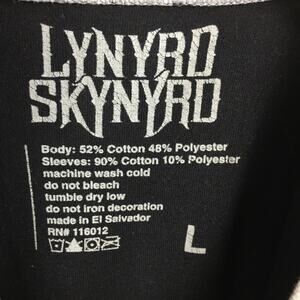 LYNYRD
SKYNYRD
Body: 52% Cotton 48% Polyester
Sleeves: 90% Cotton 10% Polyester
machine wash cold
do not bleach
tumble dry low
do not iron decoration
made in El Salvador
RN# 116012
L